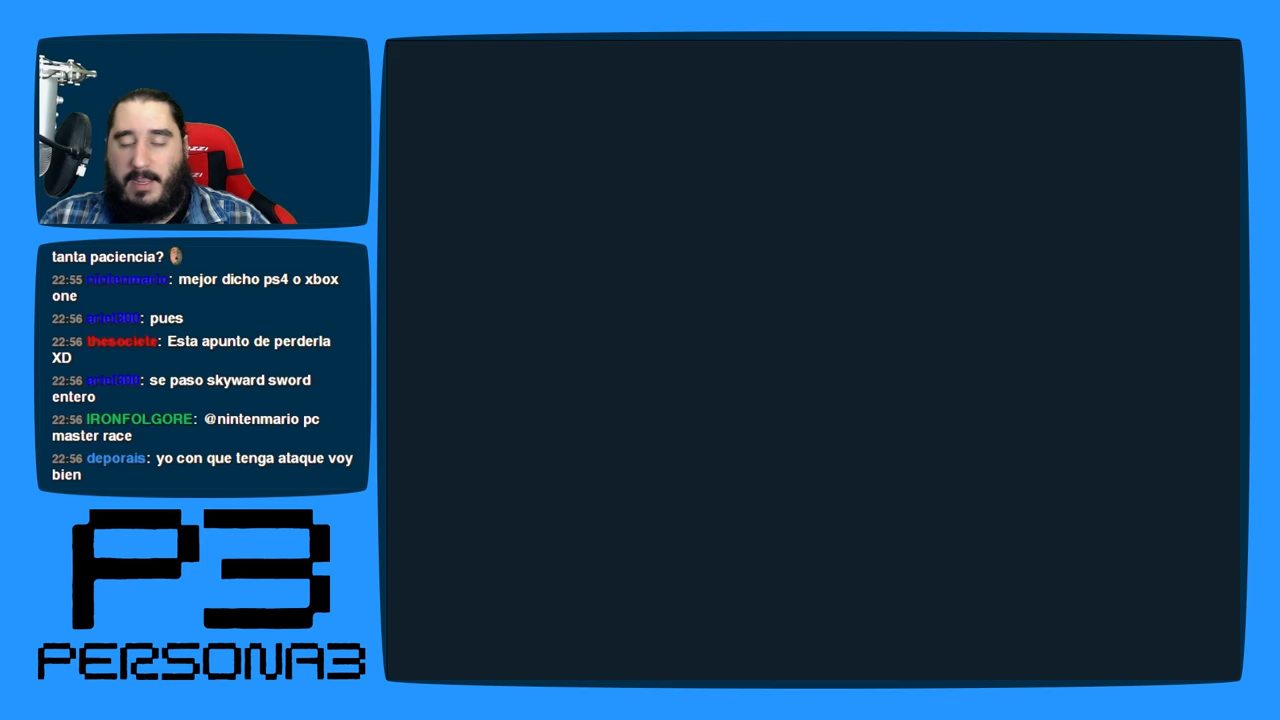 tanta paciencia?
22:55 nintenmario: mejor dicho ps4 o xbox
one
22:56 : pues
22:56 thesociete: Esta apunto de perderla
XD
22:56 : se paso skyward sword
entero
22:56 IRONFOLGORE: @nintenmario pc
master race
22:56 deporais: yo con que tenga ataque voy
bien
P3
PERSONA3